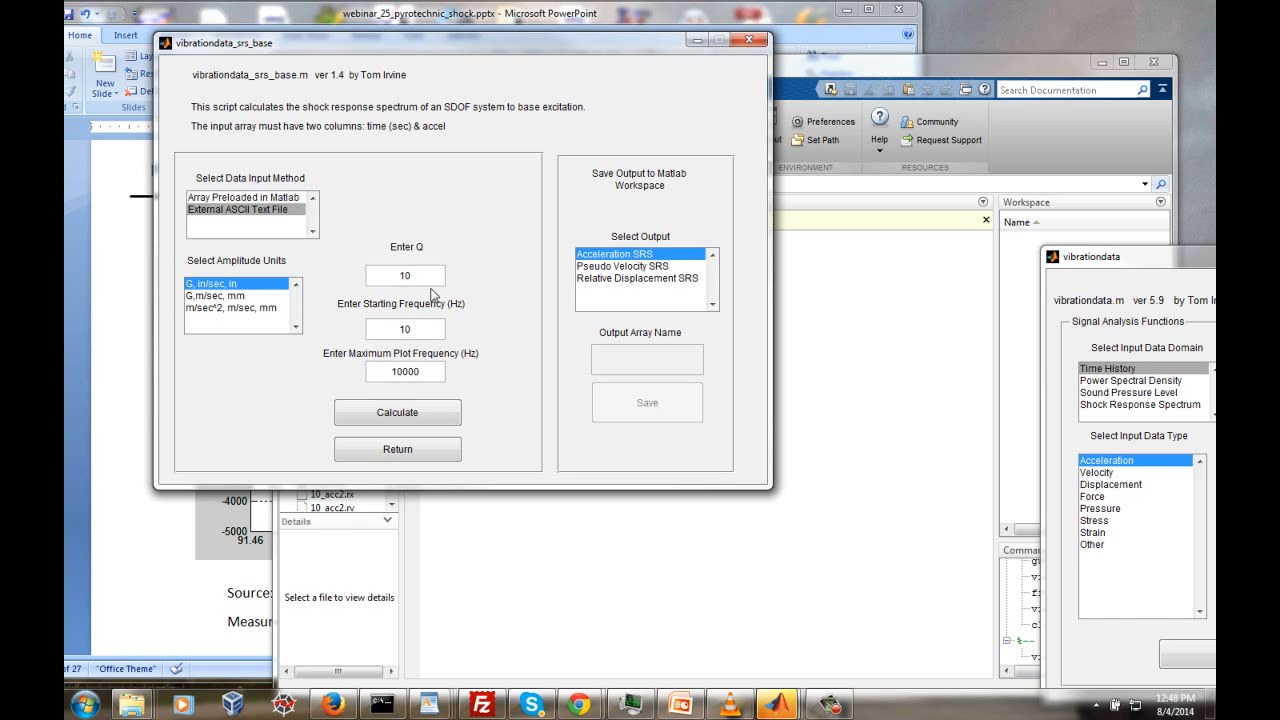 webinar_25_pyrotechnic_shock.pptx - Microsoft PowerPoint
Home
Insert
New
Slide
Slides
vibrationdata_srs_base
vibrationdata_srs_base.m ver 1.4 by Tom Irvine
This script calculates the shock response spectrum of an SDOF system to base excitation.
The input array must have two columns: time (sec) & accel
Select Data Input Method
Array Preloaded in Matlab
External ASCII Text File
Select Amplitude Units
G, in/sec, in
G,m/sec, mm
m/sec^2, m/sec, mm
Enter Q
10
Enter Starting Frequency (Hz)
10
Enter Maximum Plot Frequency (Hz)
10000
Calculate
Return
Save Output to Matlab
Workspace
Select Output
Acceleration SRS
Pseudo Velocity SRS
Relative Displacement SRS
Output Array Name
Save
Search Documentation
Preferences
Set Path
Help
Community
Request Support
ENVIRONMENT
RESOURCES
Workspace
Name
vibrationdata
vibrationdata.m ver 5.9 by Tom Irvin
Signal Analysis Functions
Select Input Data Domain
Time History
Power Spectral Density
Sound Pressure Level
Shock Response Spectrum
Select Input Data Type
Acceleration
Velocity
Displacement
Force
Pressure
Stress
Strain
Other
-4000
-5000
91.46
Source:
Measur
10_acc2.rx
10_acc2.rv
Details
Select a file to view details
Comma
of 27
"Office Theme"
12:48 PM
8/4/2014